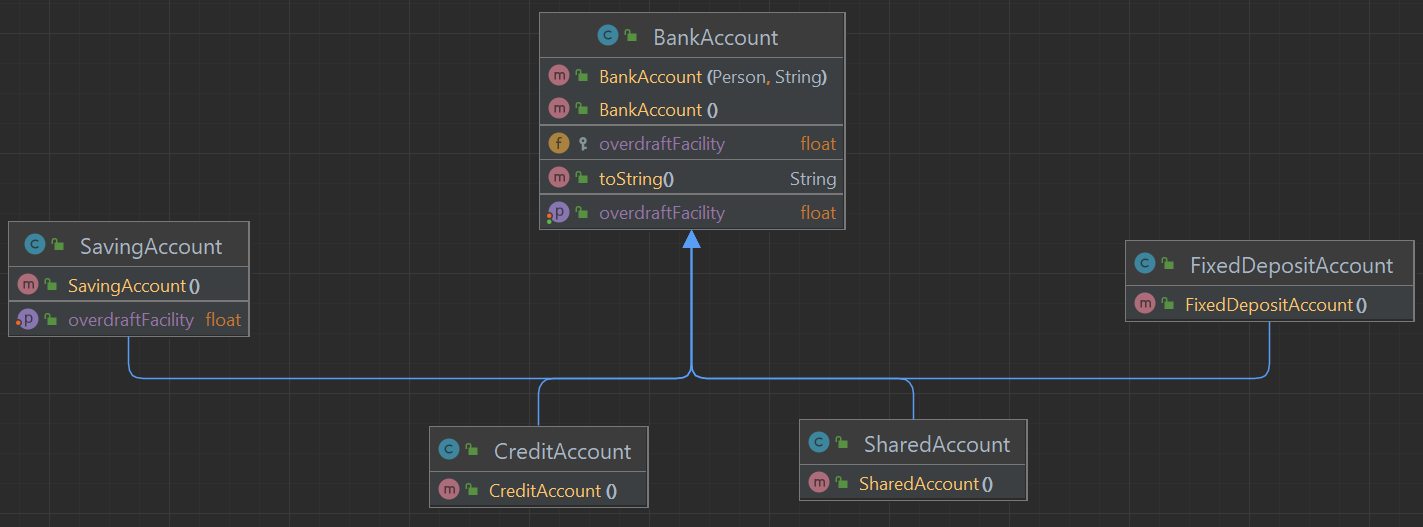 BankAccount
BankAccount (Person, String)
BankAccount ()
overdraftFacility float
toString() String
overdraftFacility float
SavingAccount
SavingAccount ()
overdraftFacility float
FixedDepositAccount
FixedDepositAccount ()
CreditAccount
CreditAccount ()
SharedAccount
SharedAccount ()